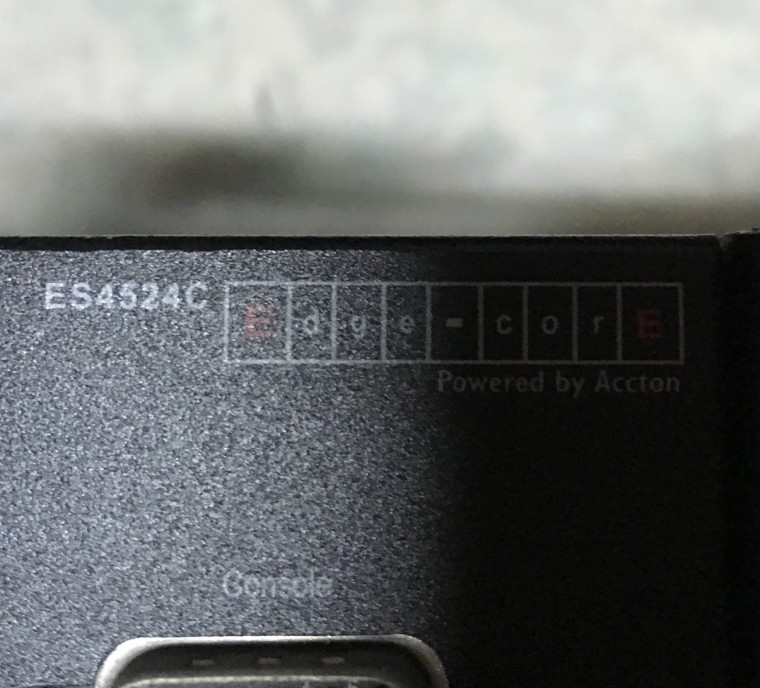 ES4524C Edge-corE
Powered by Accton
Console